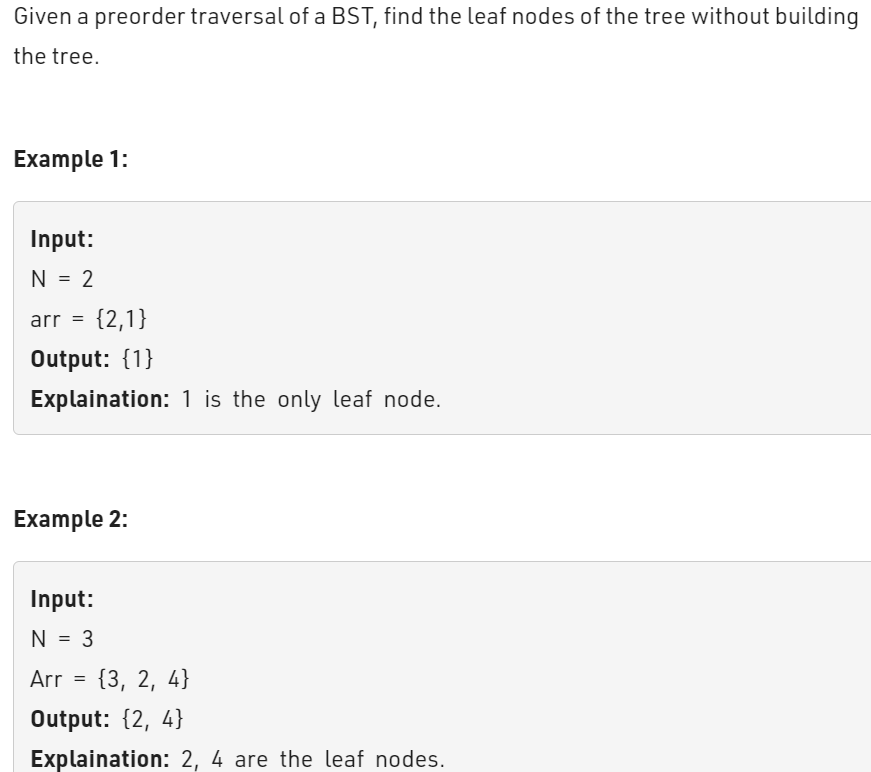 Given a preorder traversal of a BST, find the leaf nodes of the tree without building
the tree.
Example 1:
Input:
N = 2
arr = {2,1}
Output: {1}
Explaination: 1 is the only leaf node.
Example 2:
Input:
N = 3
Arr = {3, 2, 4}
Output: {2, 4}
Explaination: 2, 4 are the leaf nodes.